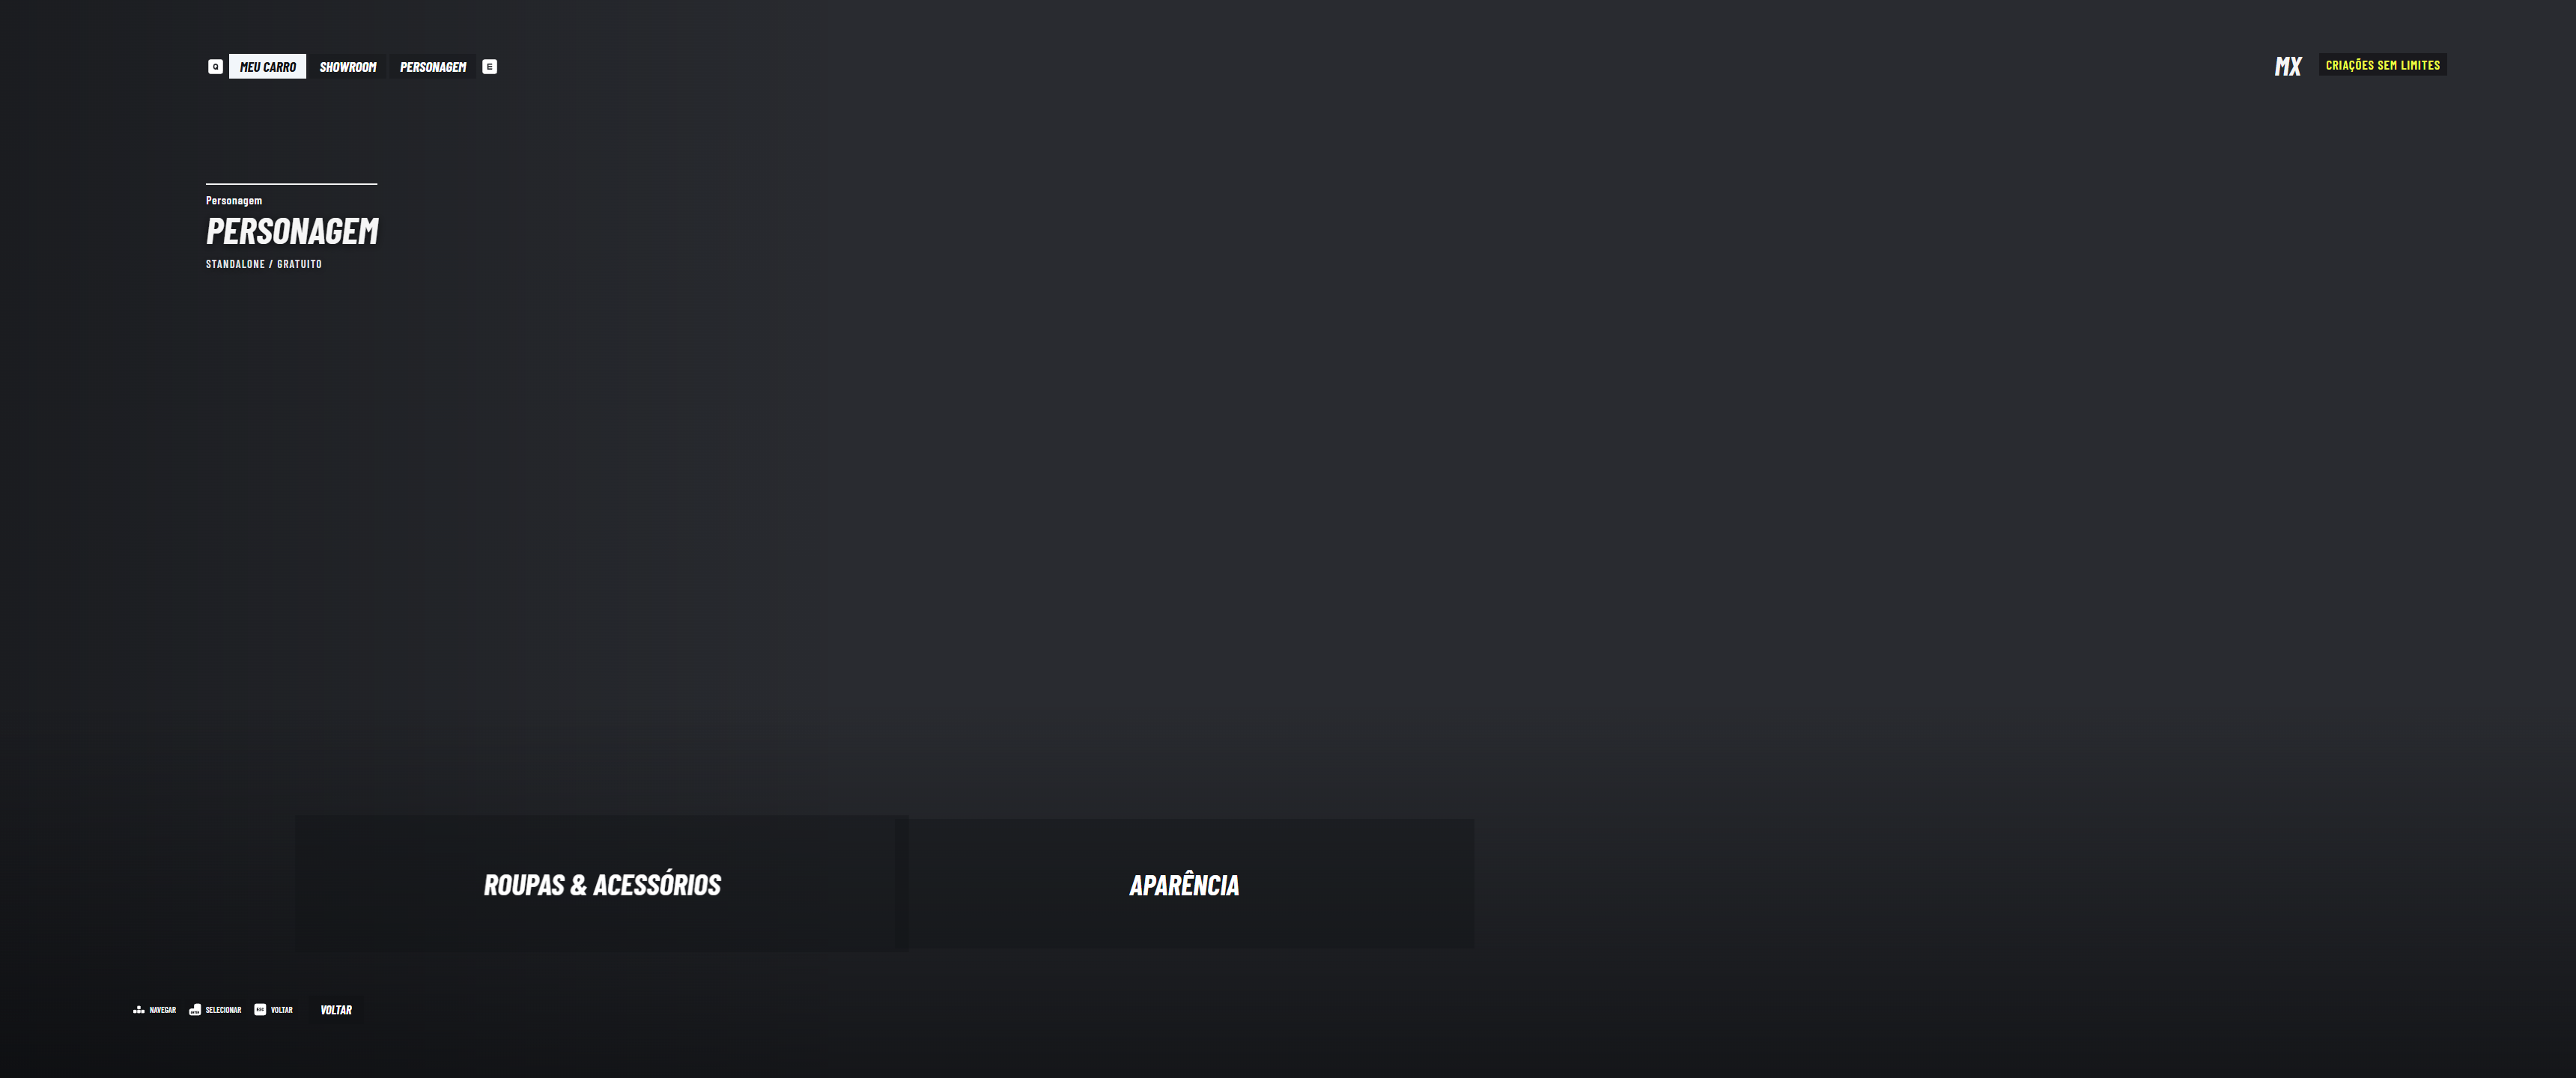 Q MEU CARRO SHOWROOM PERSONAGEM E
MX CRIAÇÕES SEM LIMITES
Personagem
PERSONAGEM
STANDALONE / GRATUITO
ROUPAS & ACESSÓRIOS
APARÊNCIA
NAVEGAR SELECIONAR ESC VOLTAR VOLTAR